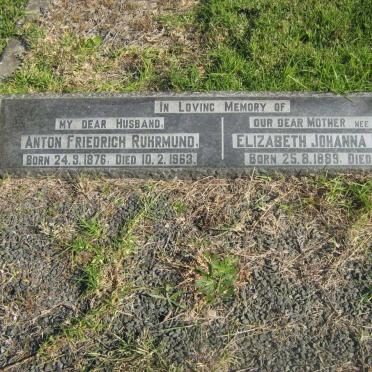 IN LOVING MEMORY OF
MY DEAR HUSBAND.
ANTON FRIEDRICH RUHRMUND.
BORN 24.9.1876. DIED 10.2.1963.
OUR DEAR MOTHER NEE
ELIZABETH JOHANNA
BORN 25.8.1889. DIED